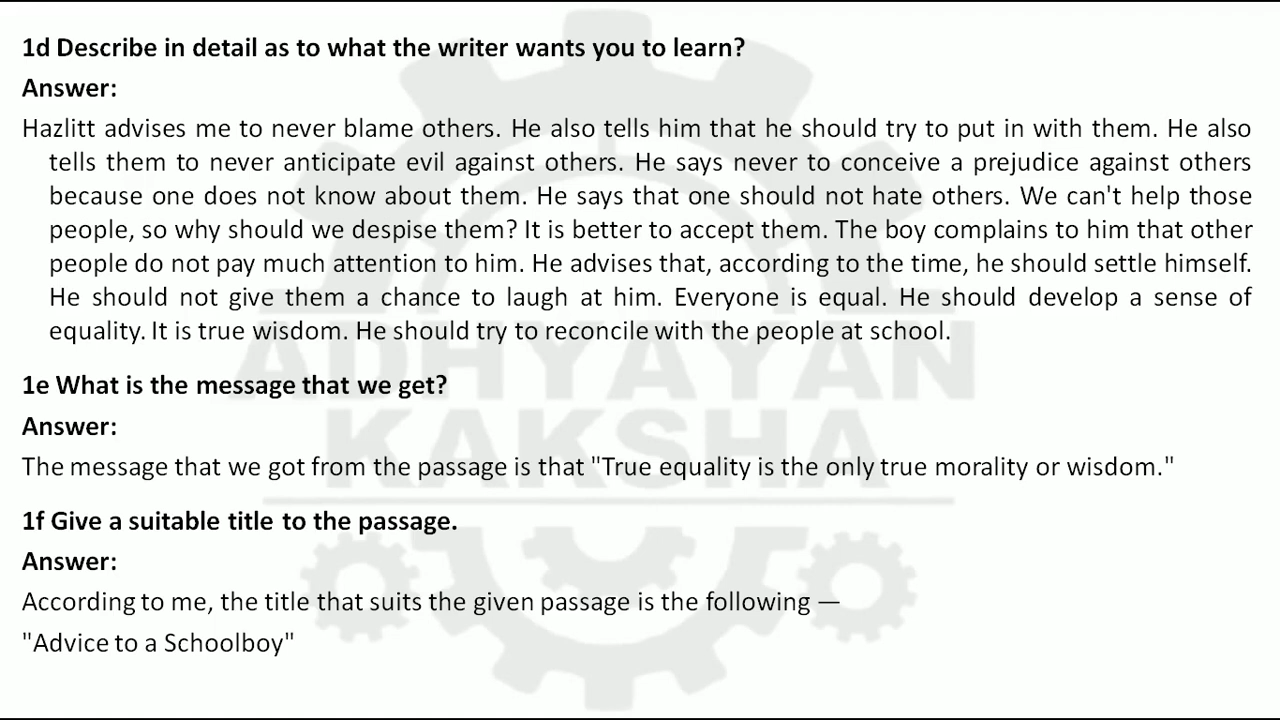 1d Describe in detail as to what the writer wants you to learn?
Answer:
Hazlitt advises me to never blame others. He also tells him that he should try to put in with them. He also
tells them to never anticipate evil against others. He says never to conceive a prejudice against others
because one does not know about them. He says that one should not hate others. We can't help those
people, so why should we despise them? It is better to accept them. The boy complains to him that other
people do not pay much attention to him. He advises that, according to the time, he should settle himself.
He should not give them a chance to laugh at him. Everyone is equal. He should develop a sense of
equality. It is true wisdom. He should try to reconcile with the people at school.
ADHYAYAN
1e What is the message that we get?
Answer:
KAKSHA
The message that we got from the passage is that "True equality is the only true morality or wisdom."
1f Give a suitable title to the passage.
Answer:
According to me, the title that suits the given passage is the following —
"Advice to a Schoolboy"